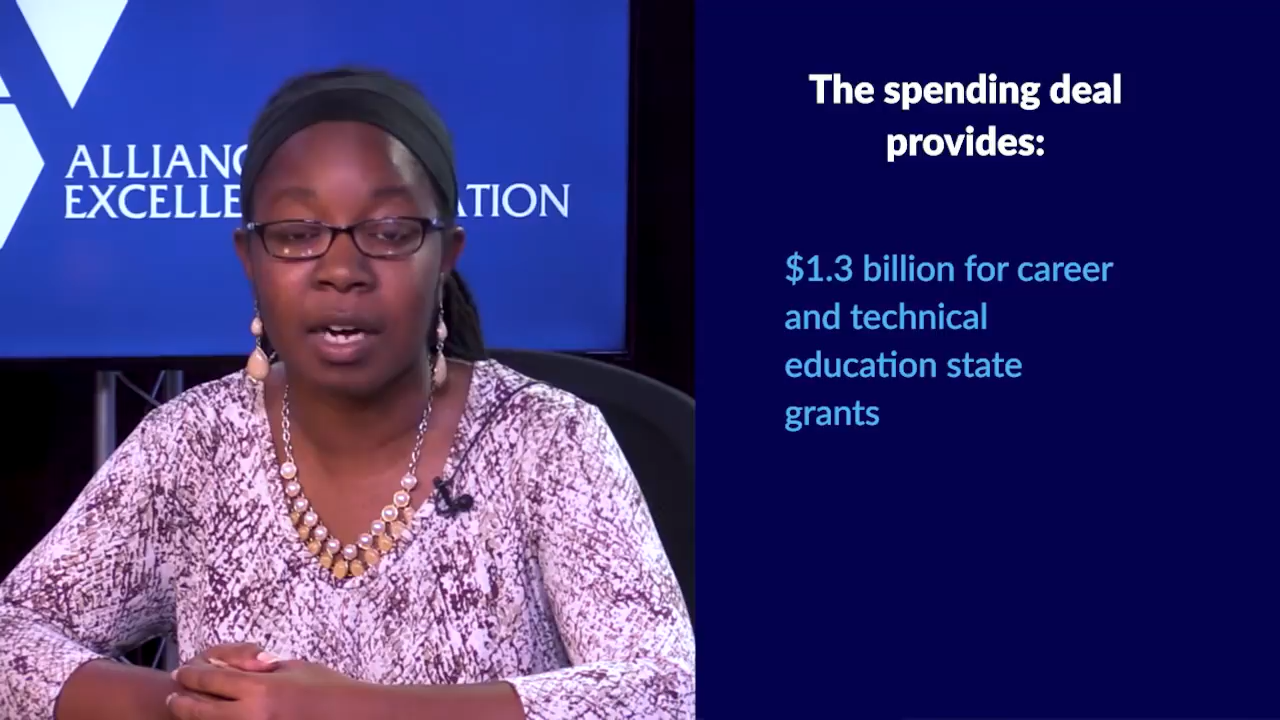 ALLIANC
EXCELLE ATION
The spending deal
provides:
$1.3 billion for career
and technical
education state
grants